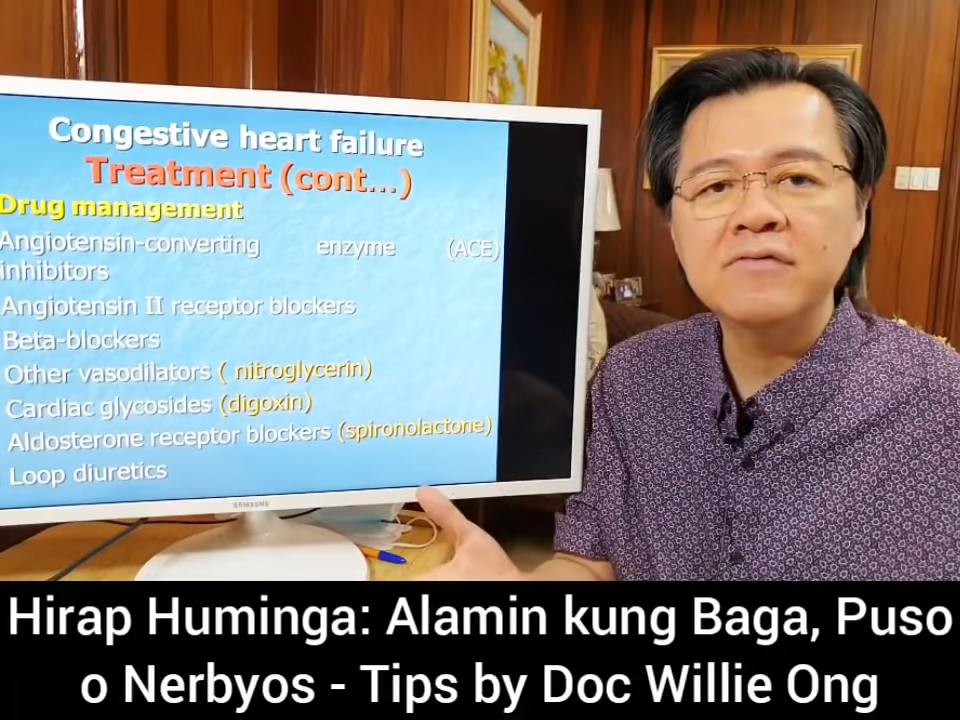 Congestive heart failure
Treatment (cont...)
Drug management
Angiotensin-converting enzyme (ACE)
inhibitors
Angiotensin II receptor blockers
Beta-blockers
Other vasodilators ( nitroglycerin)
Cardiac glycosides (digoxin)
Aldosterone receptor blockers (spironolactone)
Loop diuretics
SAMSUNG
Hirap Huminga: Alamin kung Baga, Puso
o Nerbyos - Tips by Doc Willie Ong